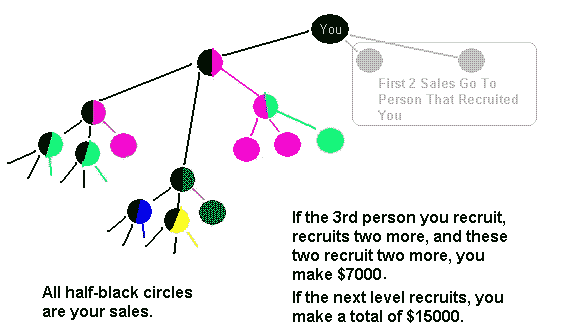 You
First 2 Sales Go To
Person That Recruited
You
If the 3rd person you recruit,
recruits two more, and these
two recruit two more, you
make $7000.
If the next level recruits, you
make a total of $15000.
All half-black circles
are your sales.